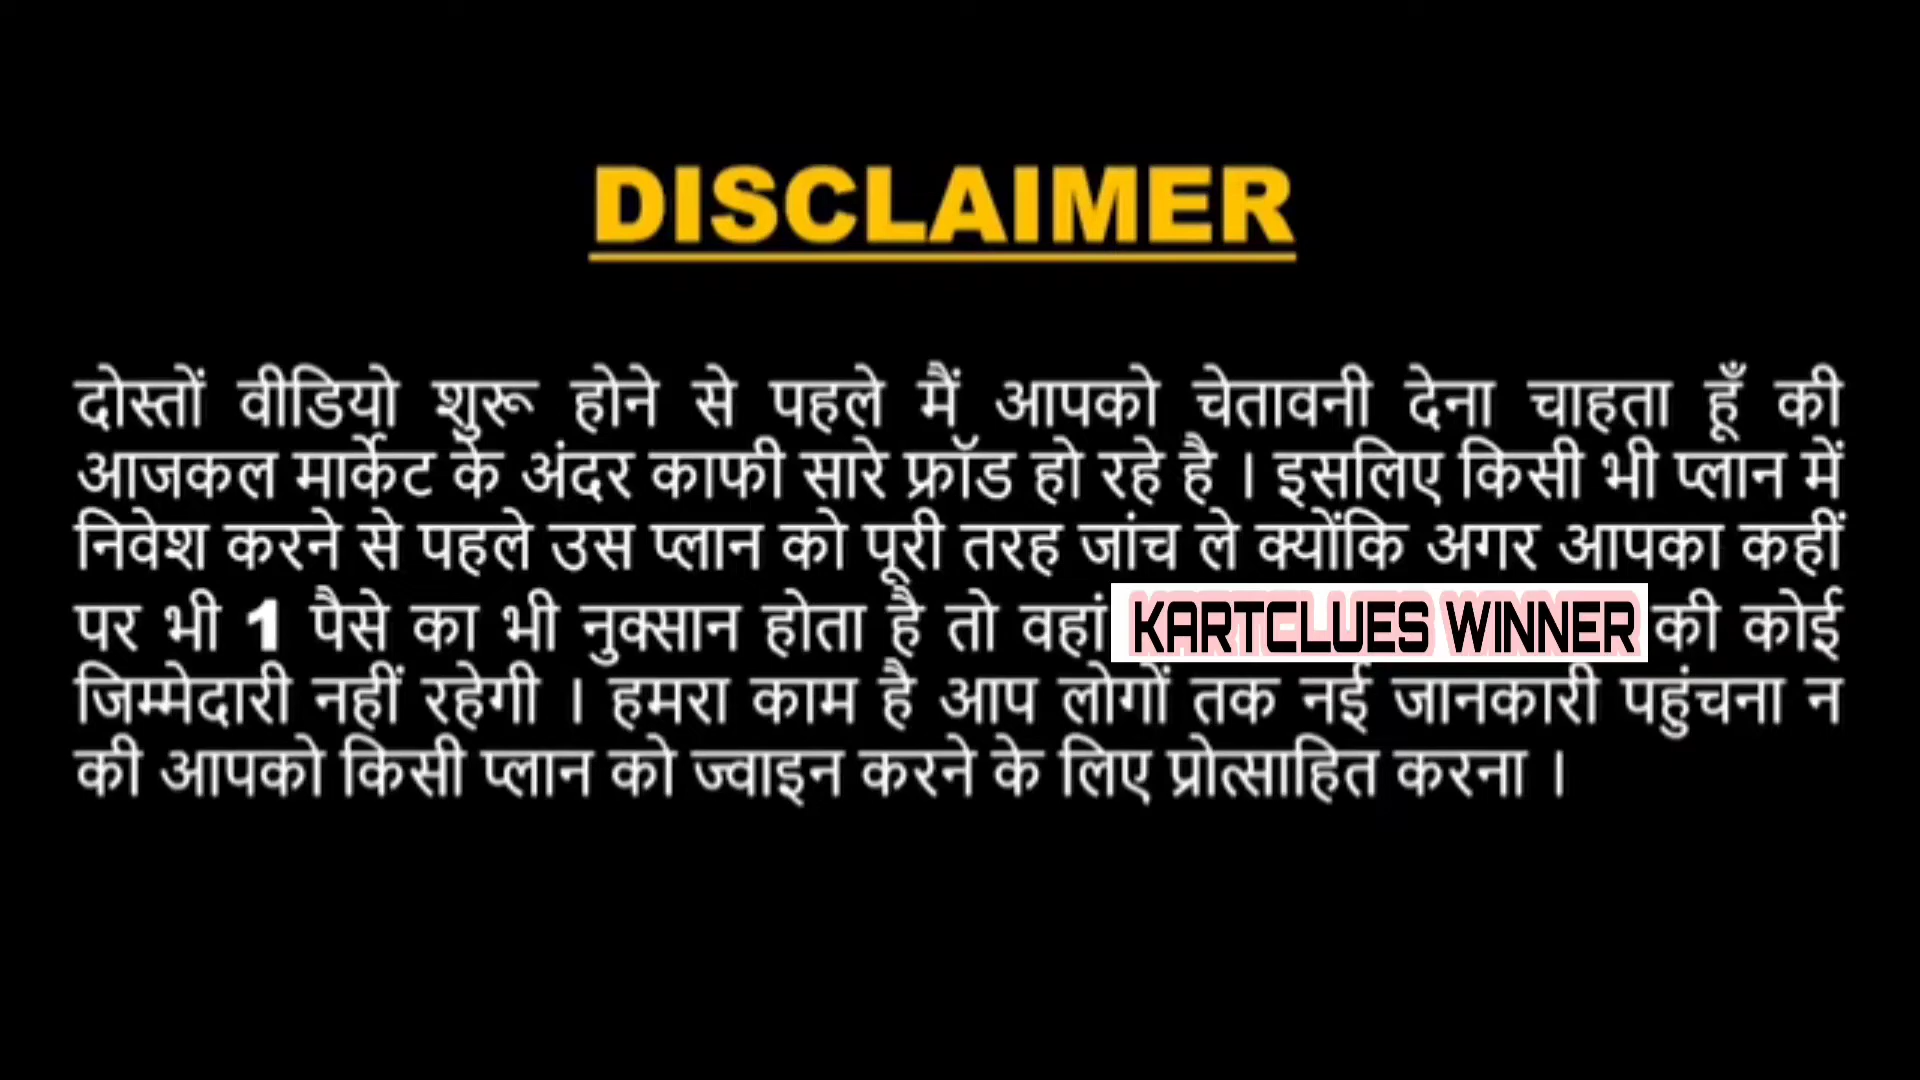 DISCLAIMER
दोस्तों वीडियो शुरू होने से पहले मैं आपको चेतावनी देना चाहता हूँ की
आजकल मार्केट के अंदर काफी सारे फ्रॉड हो रहे है । इसलिए किसी भी प्लान में
निवेश करने से पहले उस प्लान को पूरी तरह जांच ले क्योंकि अगर आपका कहीं
पर भी 1 पैसे का भी नुक्सान होता है तो वहां KARTCLUES WINNER की कोई
जिम्मेदारी नहीं रहेगी । हमरा काम है आप लोगों तक नई जानकारी पहुंचना न
की आपको किसी प्लान को ज्वाइन करने के लिए प्रोत्साहित करना ।